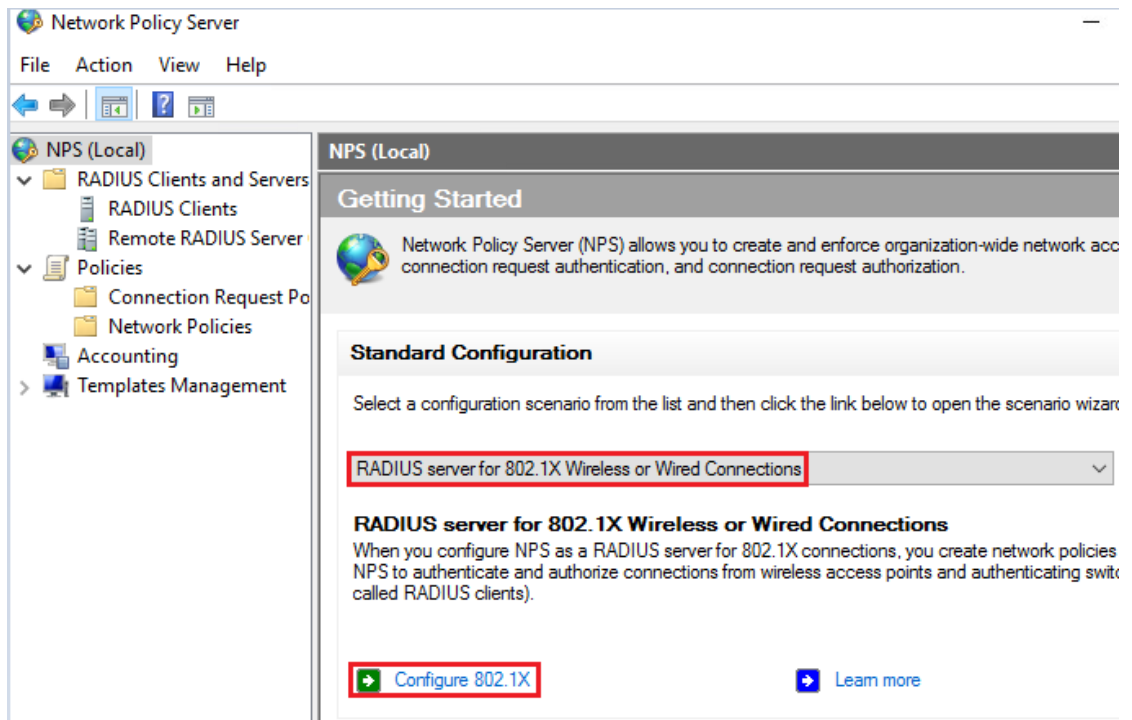 Network Policy Server
File Action View Help
NPS (Local)
RADIUS Clients and Servers
RADIUS Clients
Remote RADIUS Server
Policies
Connection Request Po
Network Policies
Accounting
Templates Management
NPS (Local)
Getting Started
Network Policy Server (NPS) allows you to create and enforce organization-wide network acc
connection request authentication, and connection request authorization.
Standard Configuration
Select a configuration scenario from the list and then click the link below to open the scenario wizar
RADIUS server for 802.1X Wireless or Wired Connections
RADIUS server for 802.1X Wireless or Wired Connections
When you configure NPS as a RADIUS server for 802.1X connections, you create network policies
NPS to authenticate and authorize connections from wireless access points and authenticating switc
called RADIUS clients).
Configure 802.1X Learn more